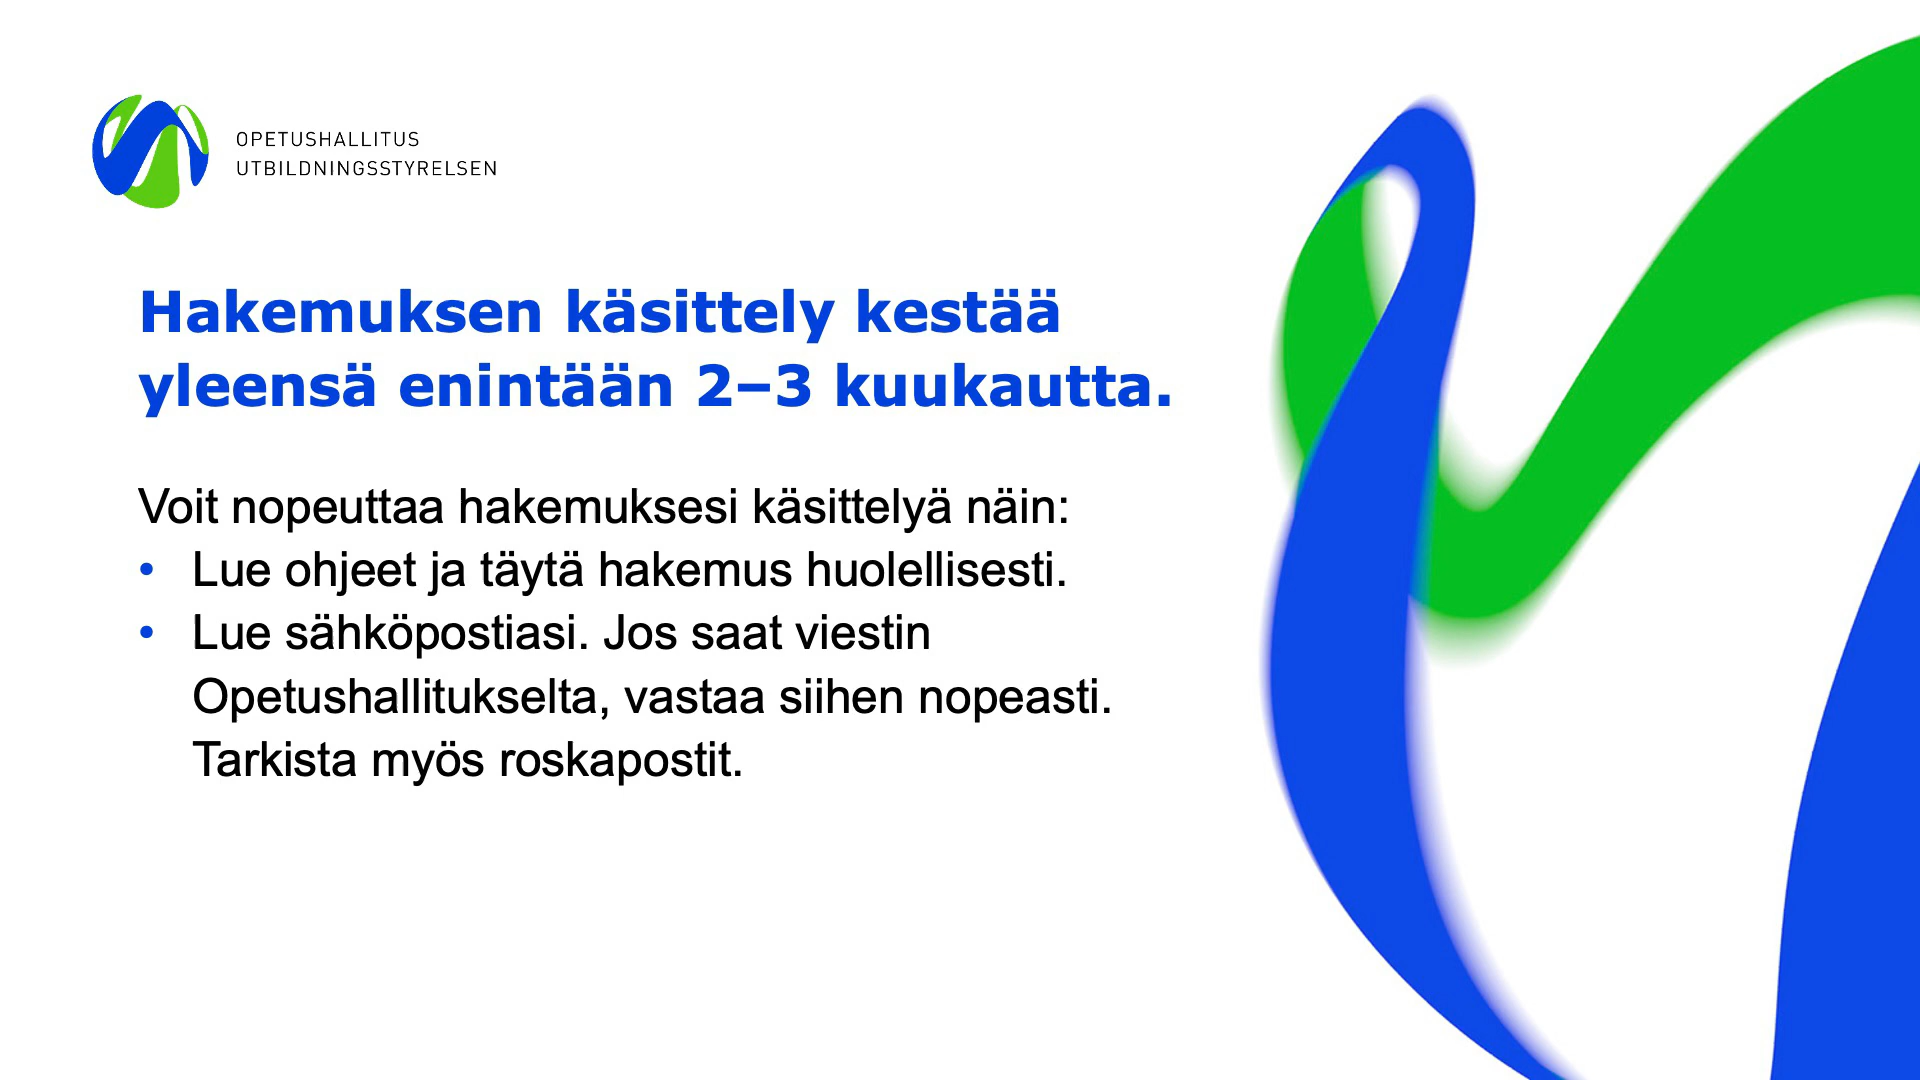 OPETUSHALLITUS
UTBILDNINGSSTYRELSEN
Hakemuksen käsittely kestää
yleensä enintään 2–3 kuukautta.
Voit nopeuttaa hakemuksesi käsittelyä näin:
• Lue ohjeet ja täytä hakemus huolellisesti.
• Lue sähköpostiasi. Jos saat viestin
Opetushallitukselta, vastaa siihen nopeasti.
Tarkista myös roskapostit.